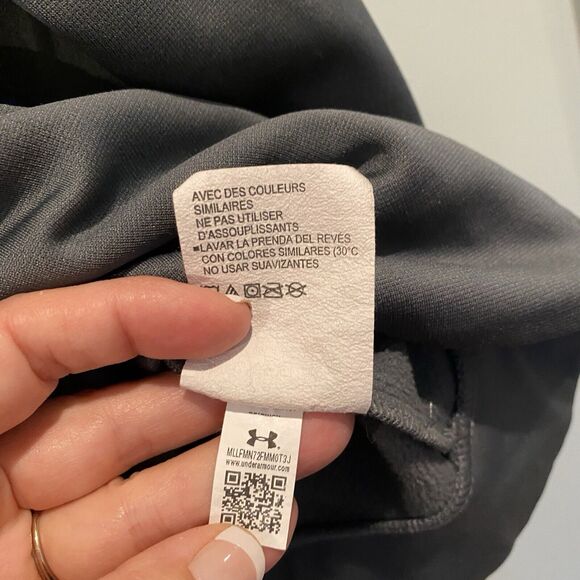 AVEC DES COULEURS
SIMILAIRES
NE PAS UTILISER
D'ASSOUPLISSANTS
▪LAVAR LA PRENDA DEL REVÉS
CON COLORES SIMILARES (30°C
NO USAR SUAVIZANTES
MLLFMN72FMM0T3J
www.underarmour.com